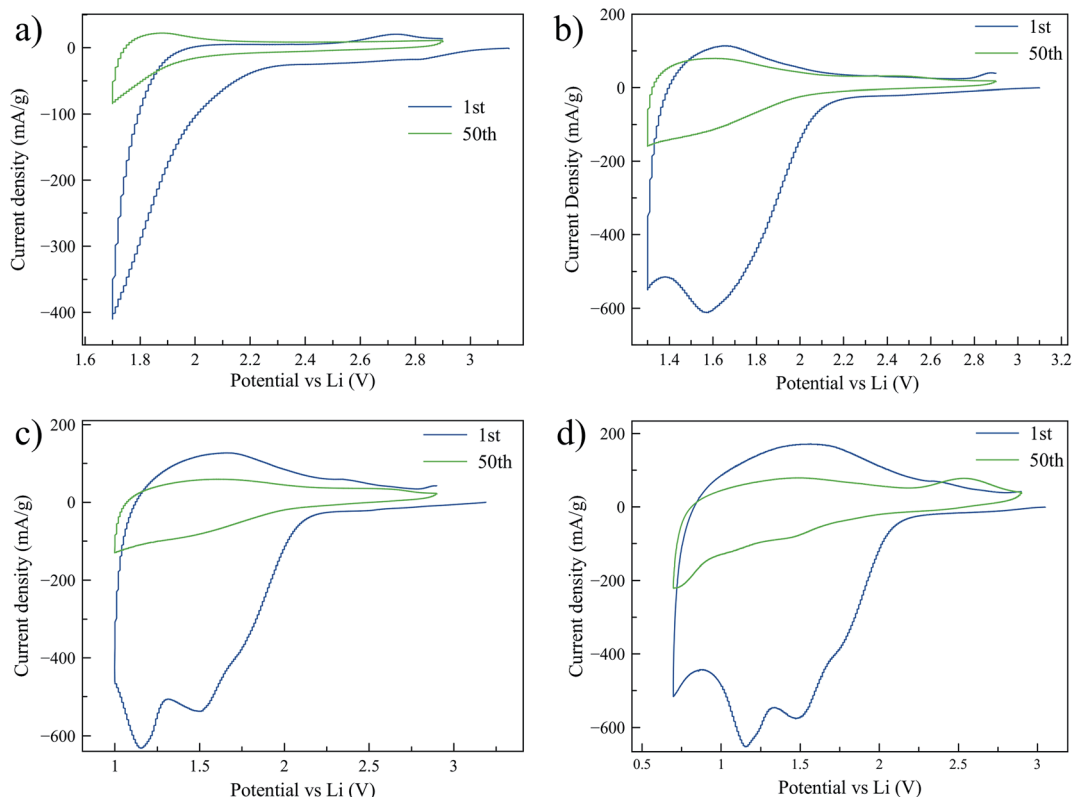 a)
Current density (mA/g)
0
−100
−200
−300
−400
1st
50th
1.6 1.8 2 2.2 2.4 2.6 2.8 3
Potential vs Li (V)
b)
Current Density (mA/g)
200
0
−200
−400
−600
1st
50th
1.4 1.6 1.8 2 2.2 2.4 2.6 2.8 3 3.2
Potential vs Li (V)
c)
Current density (mA/g)
200
0
−200
−400
−600
1st
50th
1 1.5 2 2.5 3
Potential vs Li (V)
d)
Current density (mA/g)
200
0
−200
−400
−600
1st
50th
0.5 1 1.5 2 2.5 3
Potential vs Li (V)